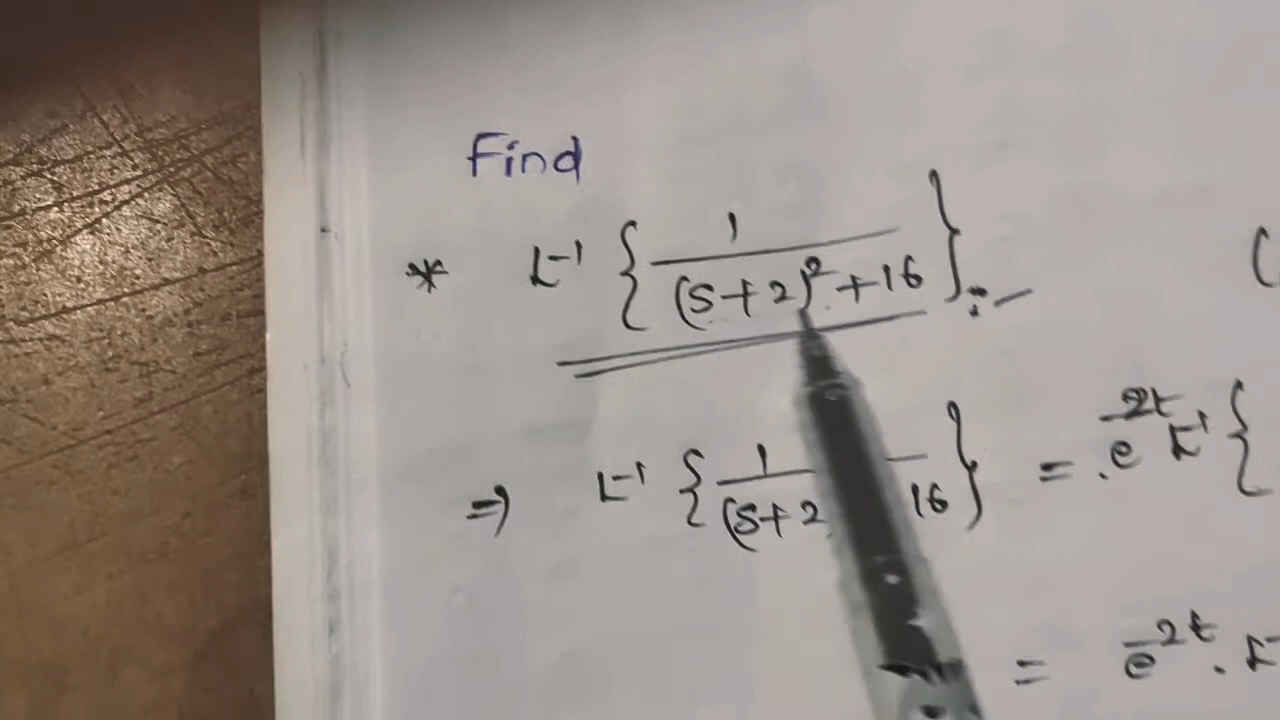 Find
* L⁻¹ { 1 / (S+2)² + 16 } :-
⇒ L⁻¹ { 1 / (S+2 16 } = e⁻²ᵗ L⁻¹ {
= e⁻²ᵗ . L⁻